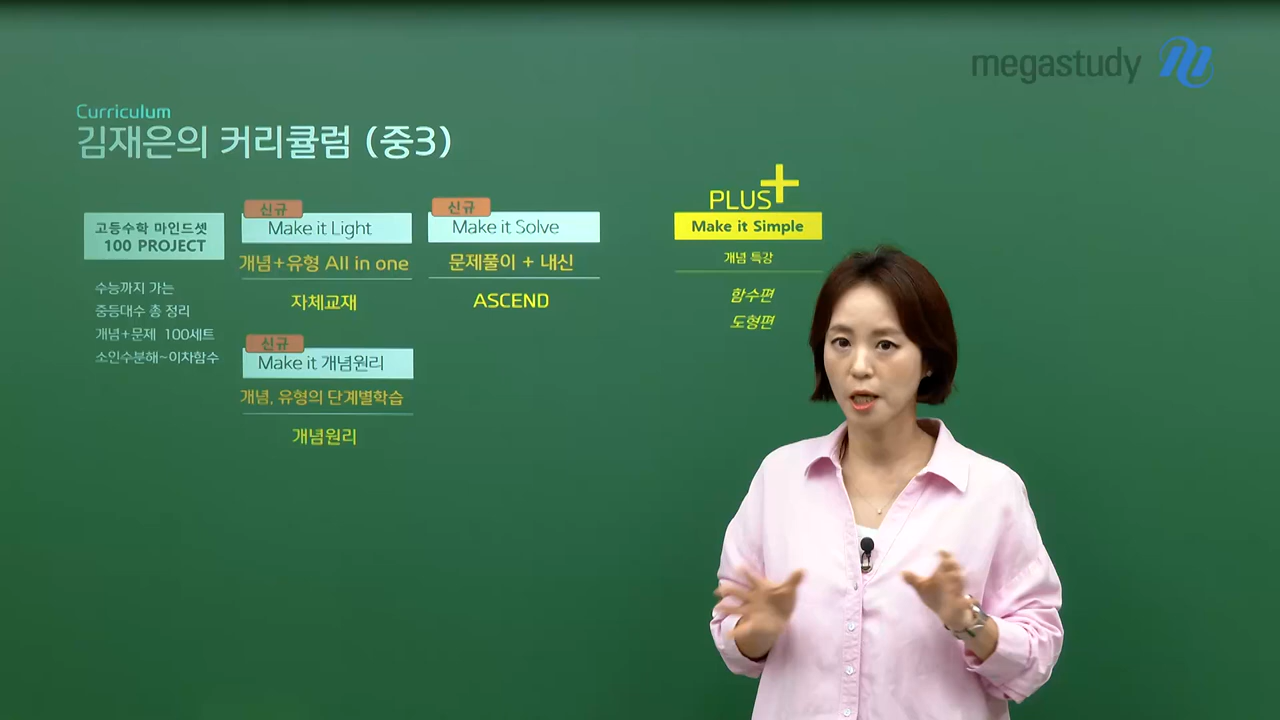 megastudy
Curriculum
김재은의 커리큘럼 (중3)
고등수학 마인드셋
100 PROJECT
수능까지 가는
중등대수 총 정리
개념+문제 100세트
소인수분해~이차함수
신규
Make it Light
개념+유형 All in one
자체교재
신규
Make it 개념원리
개념, 유형의 단계별학습
개념원리
신규
Make it Solve
문제풀이 + 내신
ASCEND
PLUS+
Make it Simple
개념 특강
함수편
도형편